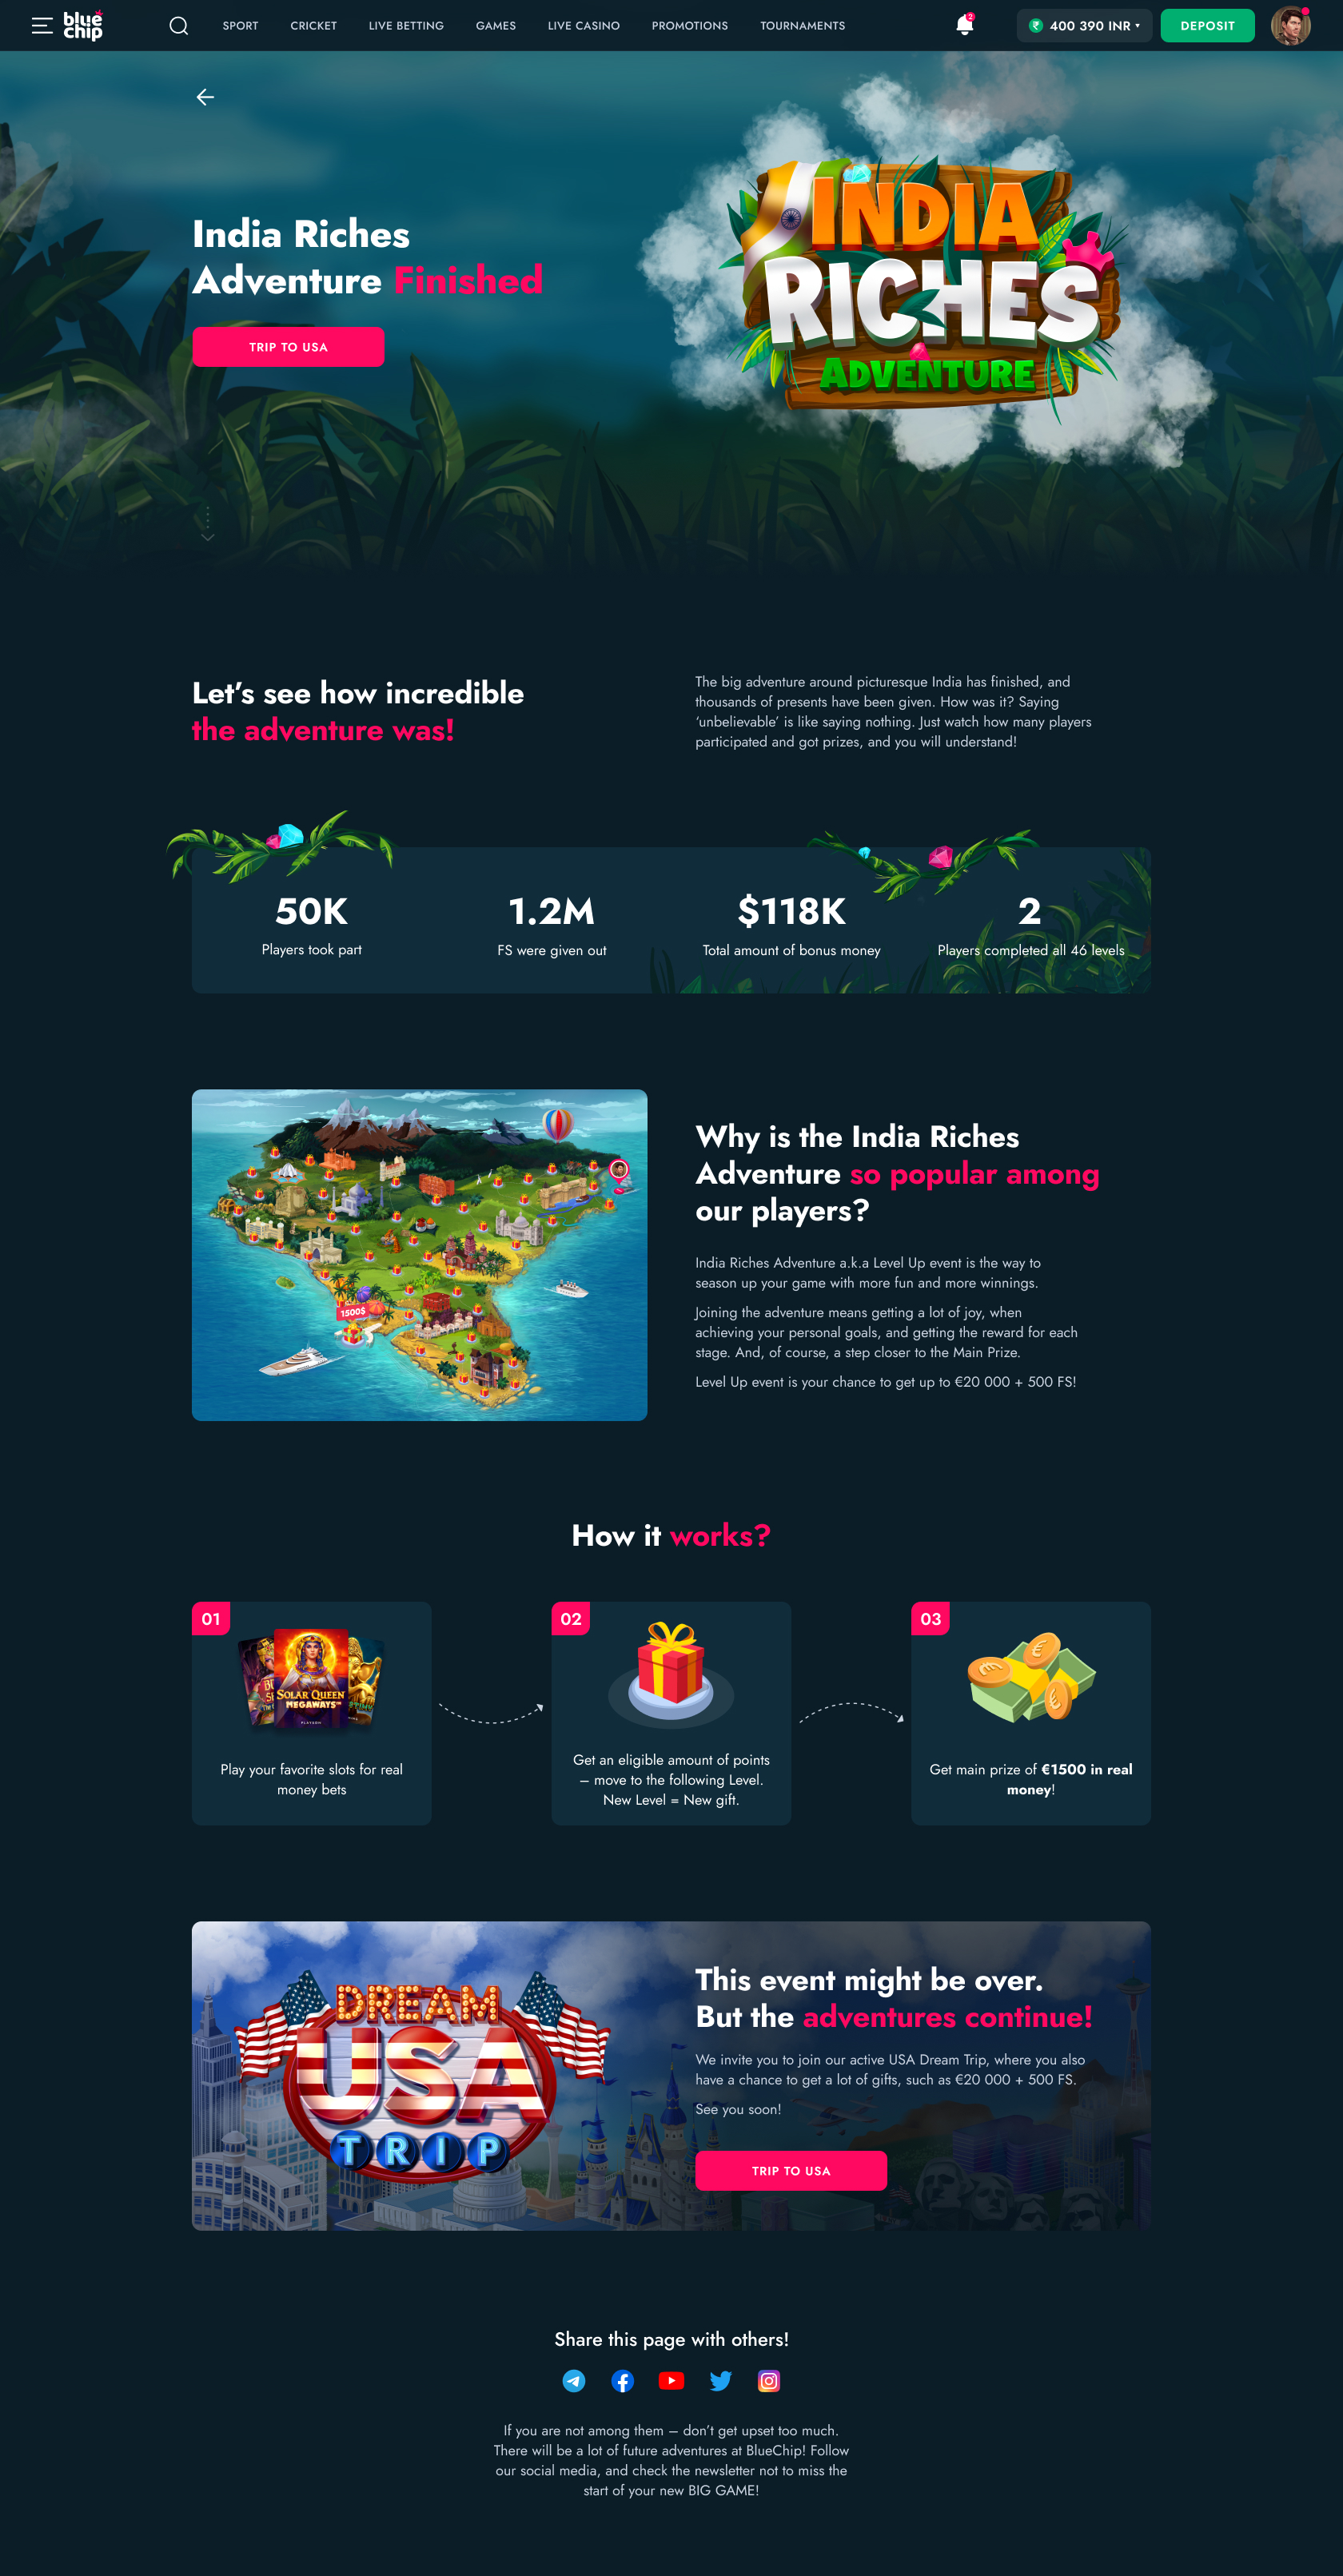 blue
chip
SPORT
CRICKET
LIVE BETTING
GAMES
LIVE CASINO
PROMOTIONS
TOURNAMENTS
2
₹ 400 390 INR
DEPOSIT
India Riches
Adventure Finished
TRIP TO USA
INDIA
RICHES
ADVENTURE
Let’s see how incredible
the adventure was!
The big adventure around picturesque India has finished, and
thousands of presents have been given. How was it? Saying
‘unbelievable’ is like saying nothing. Just watch how many players
participated and got prizes, and you will understand!
50K
Players took part
1.2M
FS were given out
$118K
Total amount of bonus money
2
Players completed all 46 levels
1500$
Why is the India Riches
Adventure so popular among
our players?
India Riches Adventure a.k.a Level Up event is the way to
season up your game with more fun and more winnings.
Joining the adventure means getting a lot of joy, when
achieving your personal goals, and getting the reward for each
stage. And, of course, a step closer to the Main Prize.
Level Up event is your chance to get up to €20 000 + 500 FS!
How it works?
01
SOLAR QUEEN
MEGAWAYS™
PLAYSON
Play your favorite slots for real
money bets
02
Get an eligible amount of points
– move to the following Level.
New Level = New gift.
03
Get main prize of €1500 in real
money!
DREAM
USA
TRIP
This event might be over.
But the adventures continue!
We invite you to join our active USA Dream Trip, where you also
have a chance to get a lot of gifts, such as €20 000 + 500 FS.
See you soon!
TRIP TO USA
Share this page with others!
If you are not among them – don’t get upset too much.
There will be a lot of future adventures at BlueChip! Follow
our social media, and check the newsletter not to miss the
start of your new BIG GAME!